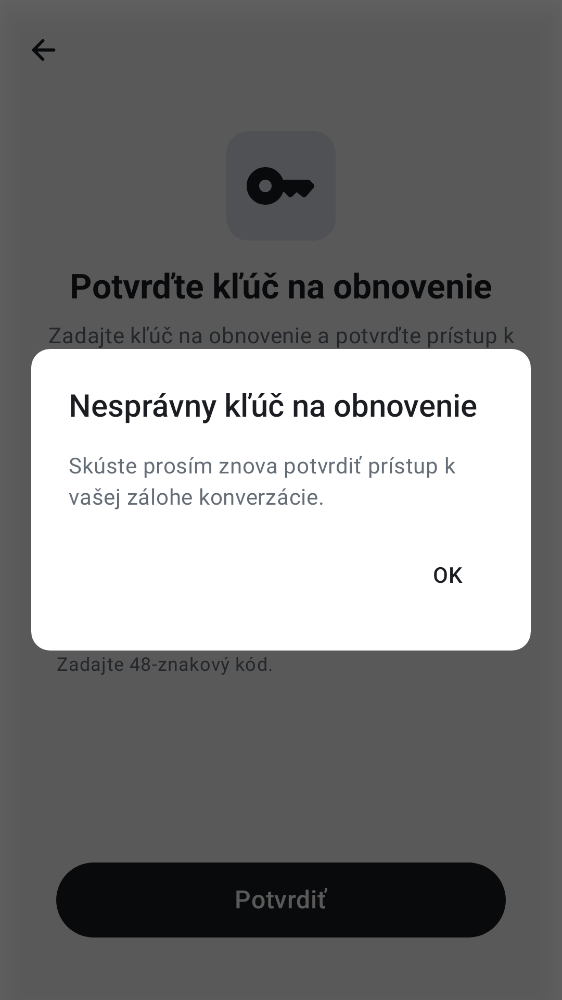 Potvrďte kľúč na obnovenie
Zadajte kľúč na obnovenie a potvrďte prístup k
Nesprávny kľúč na obnovenie
Skúste prosím znova potvrdiť prístup k
vašej zálohe konverzácie.
OK
Zadajte 48-znakový kód.
Potvrdiť